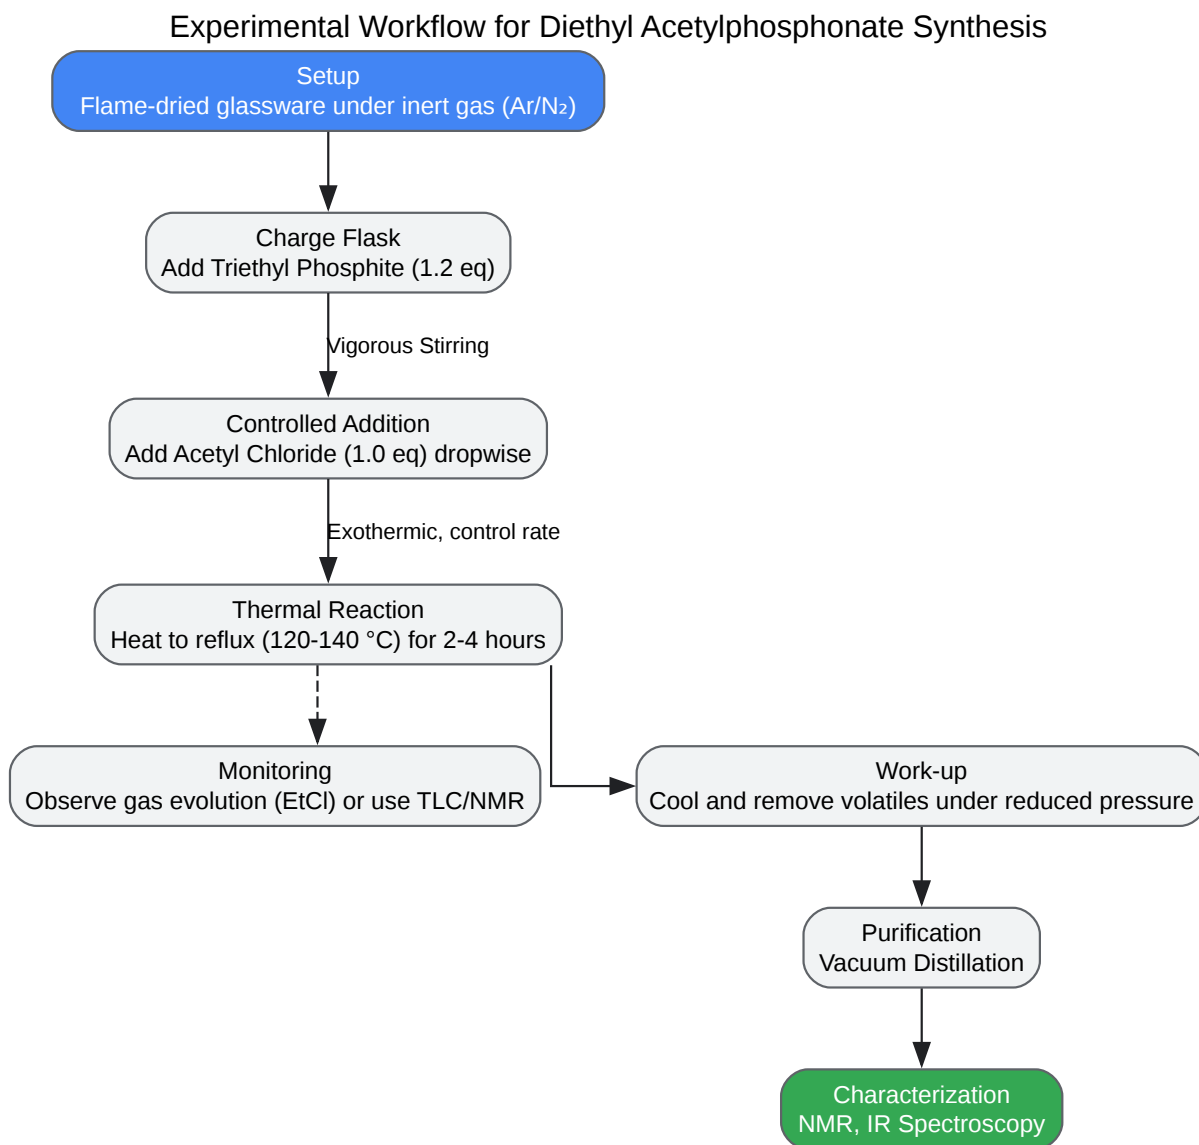 Experimental Workflow for Diethyl Acetylphosphonate Synthesis
Setup
Flame-dried glassware under inert gas (Ar/N₂)
Charge Flask
Add Triethyl Phosphite (1.2 eq)
Vigorous Stirring
Controlled Addition
Add Acetyl Chloride (1.0 eq) dropwise
Exothermic, control rate
Thermal Reaction
Heat to reflux (120-140 °C) for 2-4 hours
Monitoring
Observe gas evolution (EtCl) or use TLC/NMR
Work-up
Cool and remove volatiles under reduced pressure
Purification
Vacuum Distillation
Characterization
NMR, IR Spectroscopy